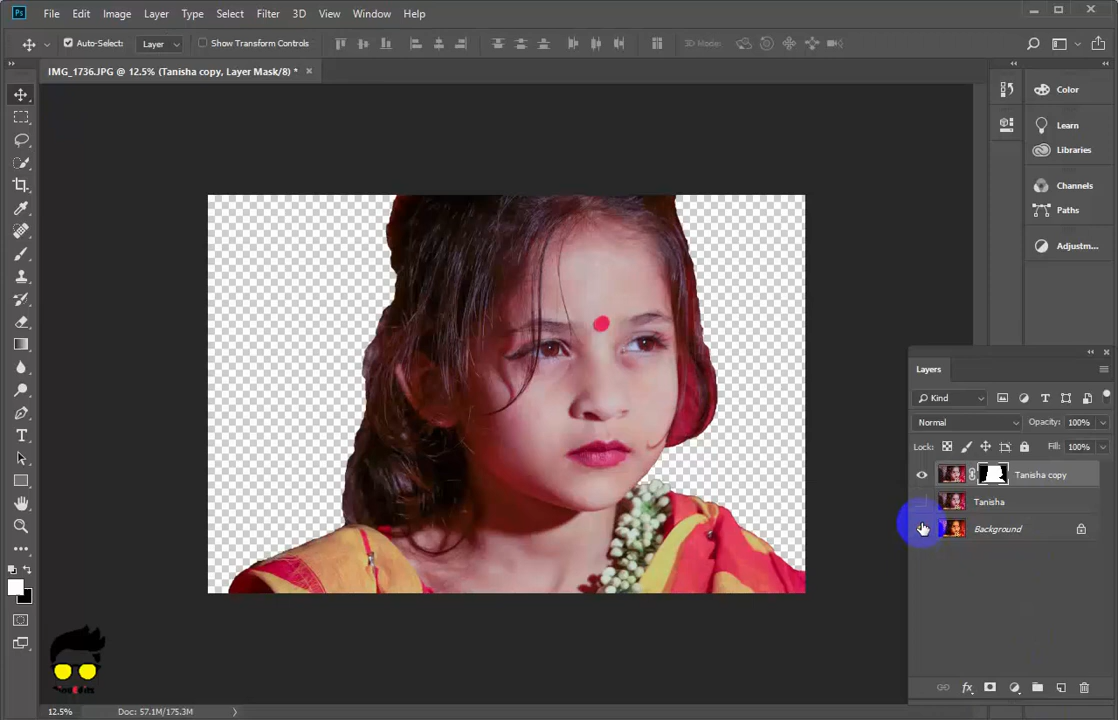 Ps File Edit Image Layer Type Select Filter 3D View Window Help
Auto-Select: Layer Show Transform Controls 3D Mode:
IMG_1736.JPG @ 12.5% (Tanisha copy, Layer Mask/8) *
Color
Learn
Libraries
Channels
Paths
Adjustm...
Layers
Kind
Normal Opacity: 100%
Lock: Fill: 100%
Tanisha copy
Tanisha
Background
12.5% Doc: 57.1M/175.3M